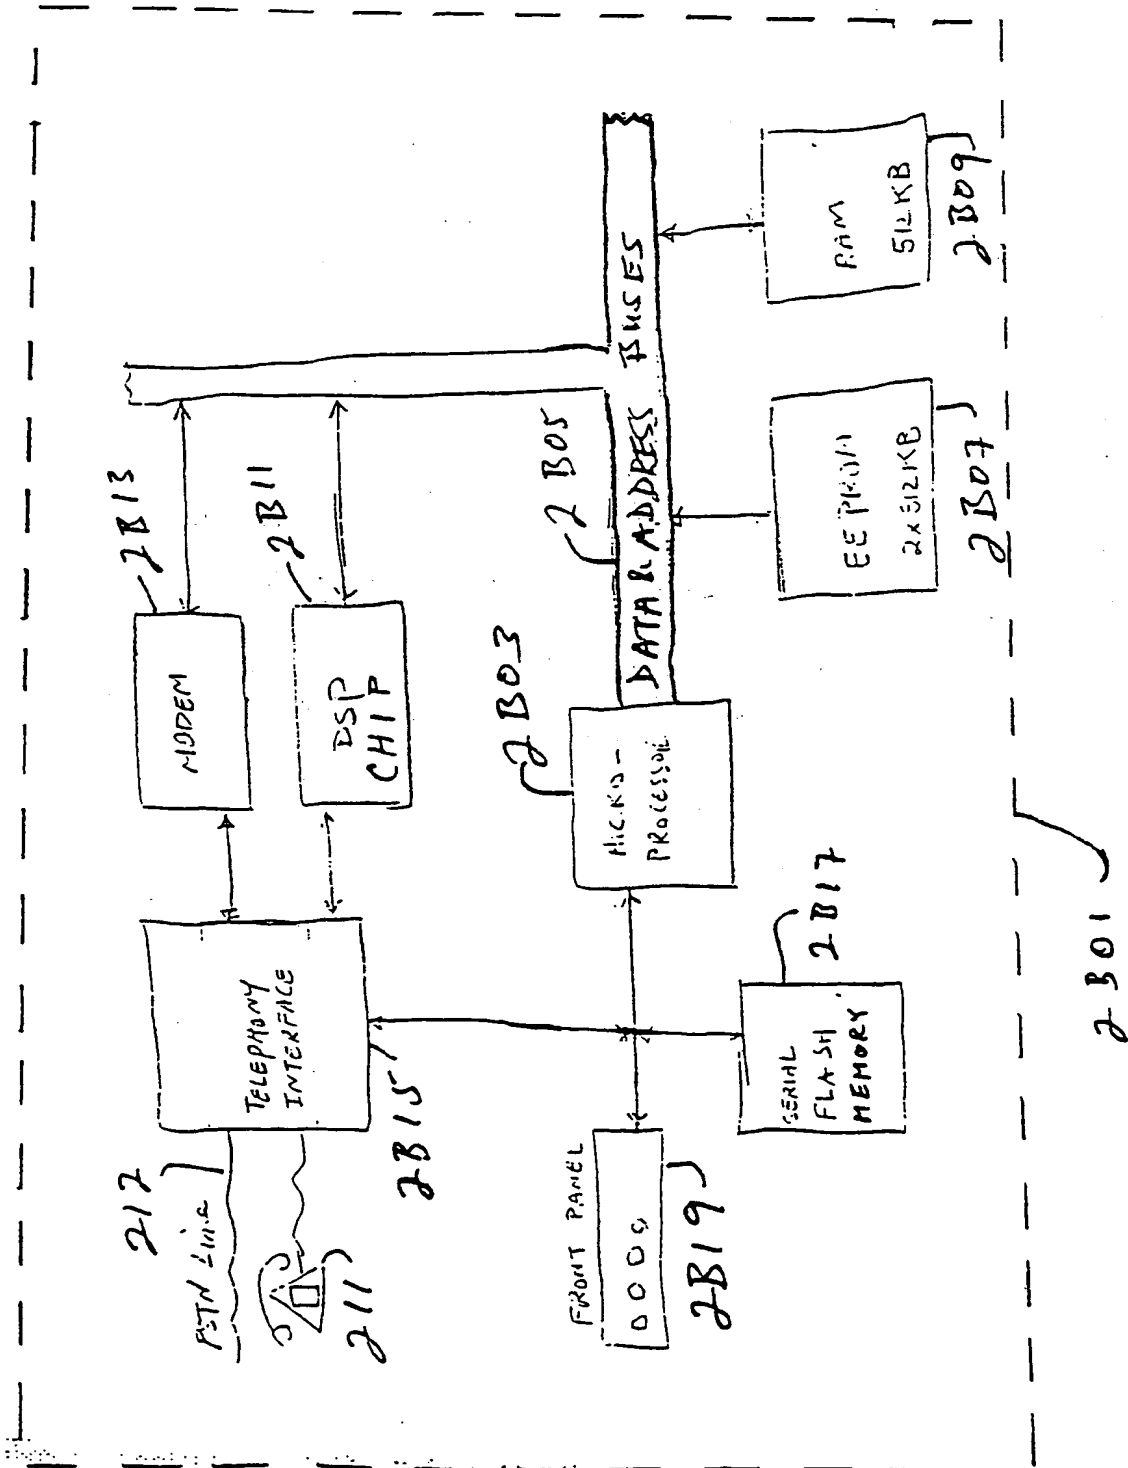 212
PSTN Line
211
TELEPHONY
INTERFACE
2B15
MODEM
2B13
DSP
CHIP
2B11
FRONT PANEL
2B19
SERIAL
FLASH
MEMORY
2B17
MICRO-
PROCESSOR
2B03
DATA & ADDRESS BUSES
2B05
EEPROM
2x512KB
2B07
RAM
512KB
2B09
2B01